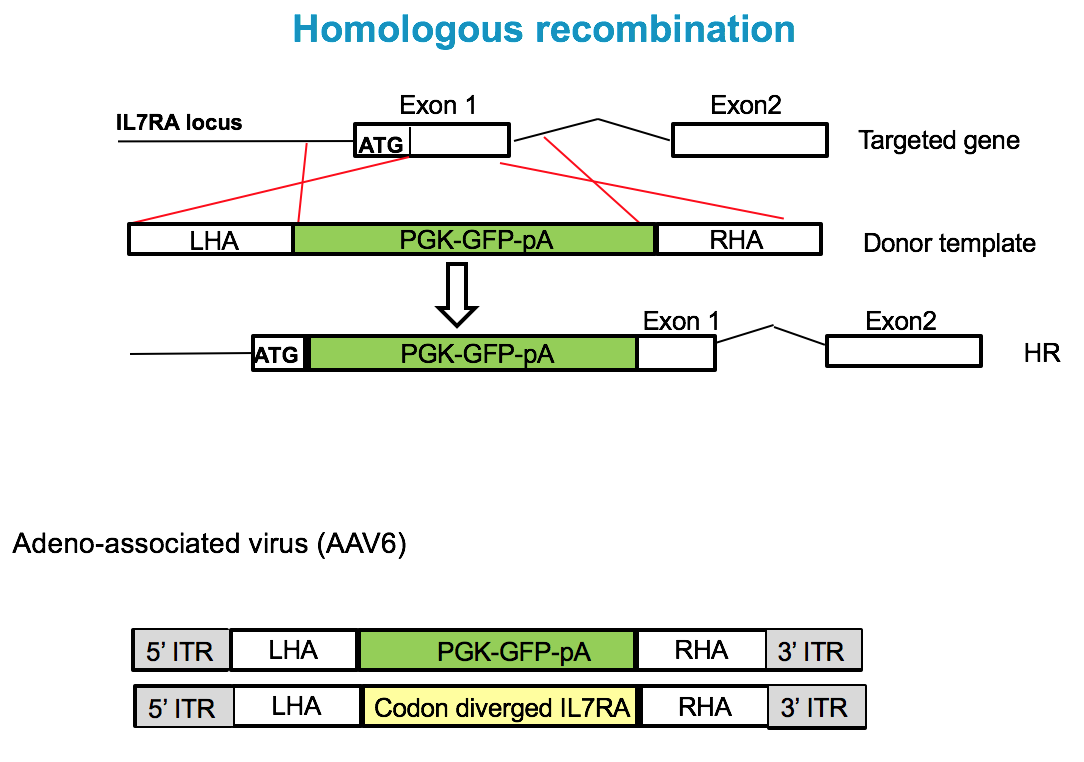 Homologous recombination
Exon 1
Exon2
IL7RA locus
ATG
Targeted gene
LHA
PGK-GFP-pA
RHA
Donor template
Exon 1
Exon2
ATG
PGK-GFP-pA
HR
Adeno-associated virus (AAV6)
5’ ITR
LHA
PGK-GFP-pA
RHA
3’ ITR
5’ ITR
LHA
Codon diverged IL7RA
RHA
3’ ITR